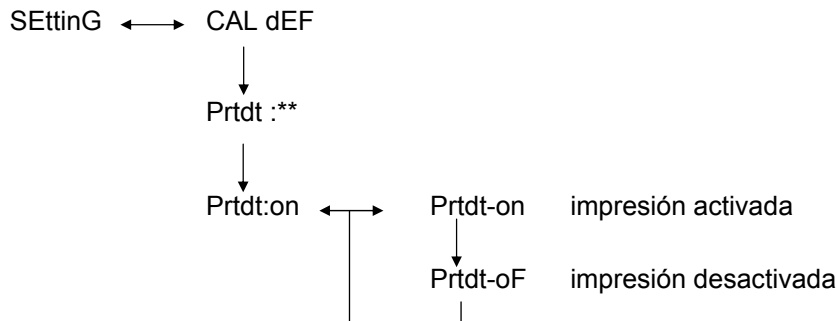 SEttinG CAL dEF
Prtdt :**
Prtdt:on Prtdt-on impresión activada
Prtdt-oF impresión desactivada